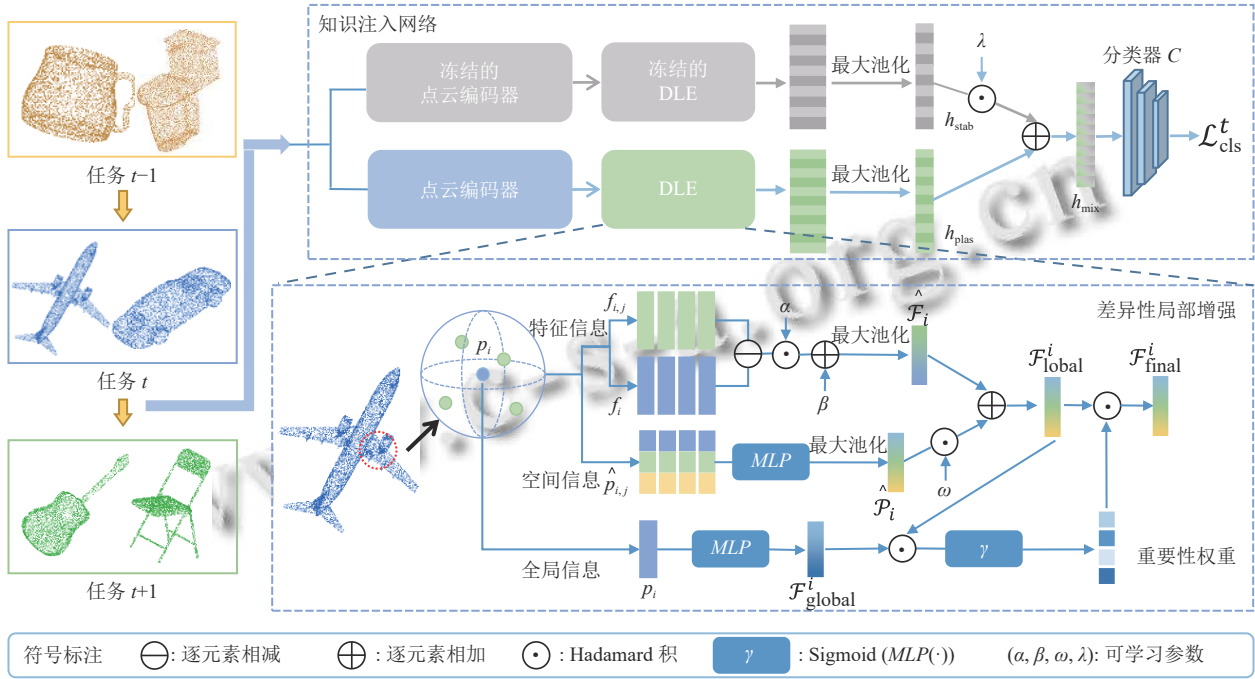 知识注入网络
任务 t−1
任务 t
任务 t+1
冻结的
点云编码器
冻结的
DLE
最大池化
h_stab
λ
分类器 C
h_mix
ℒ^t_cls
点云编码器
DLE
最大池化
h_plas
差异性局部增强
p_i
特征信息
f_{i,j}
f_i
α
β
最大池化
\hat{ℱ}_i
空间信息
\hat{p}_{i,j}
MLP
最大池化
\hat{𝒫}_i
ω
ℱ^i_lobal
ℱ^i_final
全局信息
p_i
MLP
ℱ^i_global
γ
重要性权重
符号标注
: 逐元素相减
: 逐元素相加
: Hadamard 积
γ
: Sigmoid (MLP(·))
(α, β, ω, λ): 可学习参数